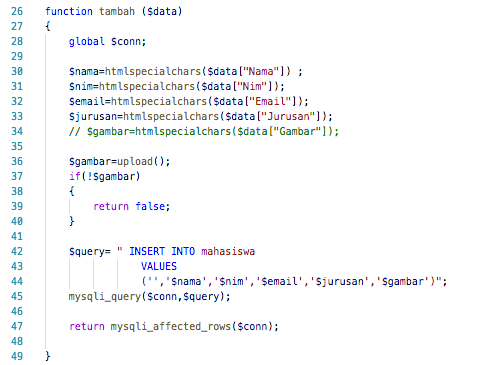 26 function tambah ($data)
27 {
28 global $conn;
29
30 $nama=htmlspecialchars($data["Nama"]) ;
31 $nim=htmlspecialchars($data["Nim"]);
32 $email=htmlspecialchars($data["Email"]);
33 $jurusan=htmlspecialchars($data["Jurusan"]);
34 // $gambar=htmlspecialchars($data["Gambar"]);
35
36 $gambar=upload();
37 if(!$gambar)
38 {
39 return false;
40 }
41
42 $query= " INSERT INTO mahasiswa
43 VALUES
44 ('','$nama','$nim','$email','$jurusan','$gambar')";
45 mysqli_query($conn,$query);
46
47 return mysqli_affected_rows($conn);
48
49 }